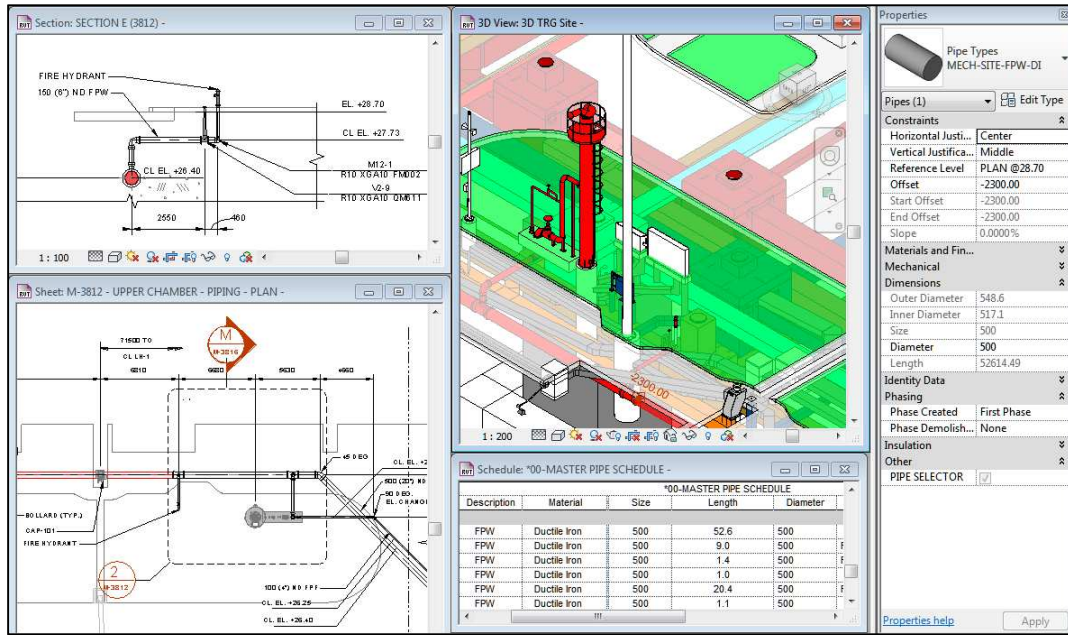 Section: SECTION E (3812) -
FIRE HYDRANT
150 (6") ND FPW
EL. +28.70
CL EL. +27.73
CL EL. +26.40
M12-1
R10 XGA10 FM002
V2-9
R10 XGA10 QM611
2550
460
1 : 100
Sheet: M-3812 - UPPER CHAMBER - PIPING - PLAN -
71500 TO
CL LH-1
M
M-3816
45 DEG
BOLLARD (TYP.)
CAP-101
FIRE HYDRANT
2
M-3812
500 (20") ND
90 DEG.
EL. CHANG
100 (4") ND FPF
CL. EL. +26.25
CL. EL. +26.40
3D View: 3D TRG Site -
-2300.00
1 : 200
Schedule: *00-MASTER PIPE SCHEDULE -
*00-MASTER PIPE SCHEDULE
Description Material Size Length Diameter
FPW Ductile Iron 500 52.6 500
FPW Ductile Iron 500 9.0 500 F
FPW Ductile Iron 500 1.4 500 F
FPW Ductile Iron 500 1.0 500
FPW Ductile Iron 500 20.4 500 F
FPW Ductile Iron 500 1.1 500 F
Properties
Pipe Types
MECH-SITE-FPW-DI
Pipes (1) Edit Type
Constraints
Horizontal Justi... Center
Vertical Justifica... Middle
Reference Level PLAN @28.70
Offset -2300.00
Start Offset -2300.00
End Offset -2300.00
Slope 0.0000%
Materials and Fin...
Mechanical
Dimensions
Outer Diameter 548.6
Inner Diameter 517.1
Size 500
Diameter 500
Length 52614.49
Identity Data
Phasing
Phase Created First Phase
Phase Demolish... None
Insulation
Other
PIPE SELECTOR
Properties help Apply